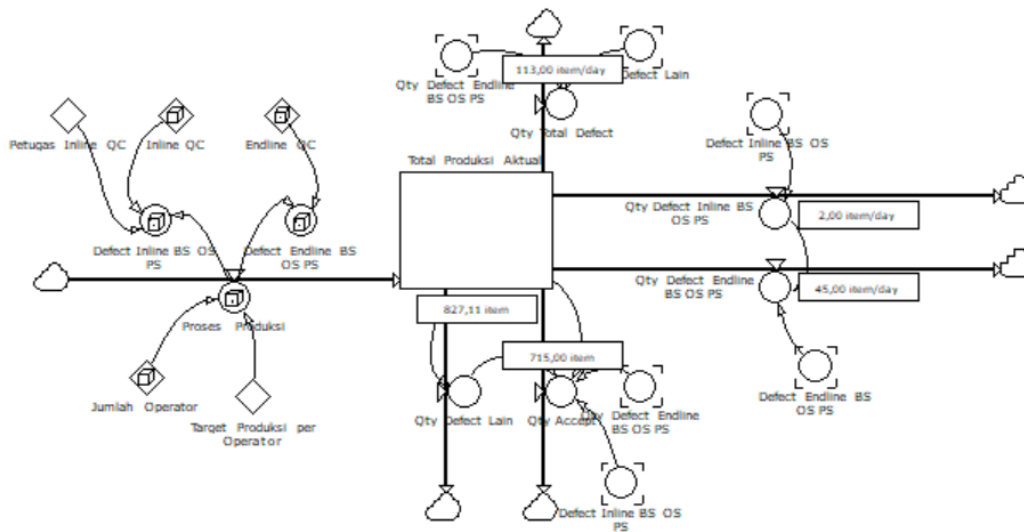 Qty Defect Endline
BS OS PS
113,00 item/day
Defect Lain
Qty Total Defect
Petugas Inline QC
Inline QC
Endline QC
Total Produksi Aktual
Defect Inline BS OS
PS
Defect Inline BS OS
PS
Defect Endline BS
OS PS
Qty Defect Inline BS
OS PS
2,00 item/day
Qty Defect Endline
BS OS PS
45,00 item/day
Proses Produksi
827,11 item
715,00 item
Jumlah Operator
Target Produksi per
Operator
Qty Defect Lain
Qty Accept
Qty Defect Endline
BS OS PS
Defect Endline BS
OS PS
Defect Inline BS OS
PS